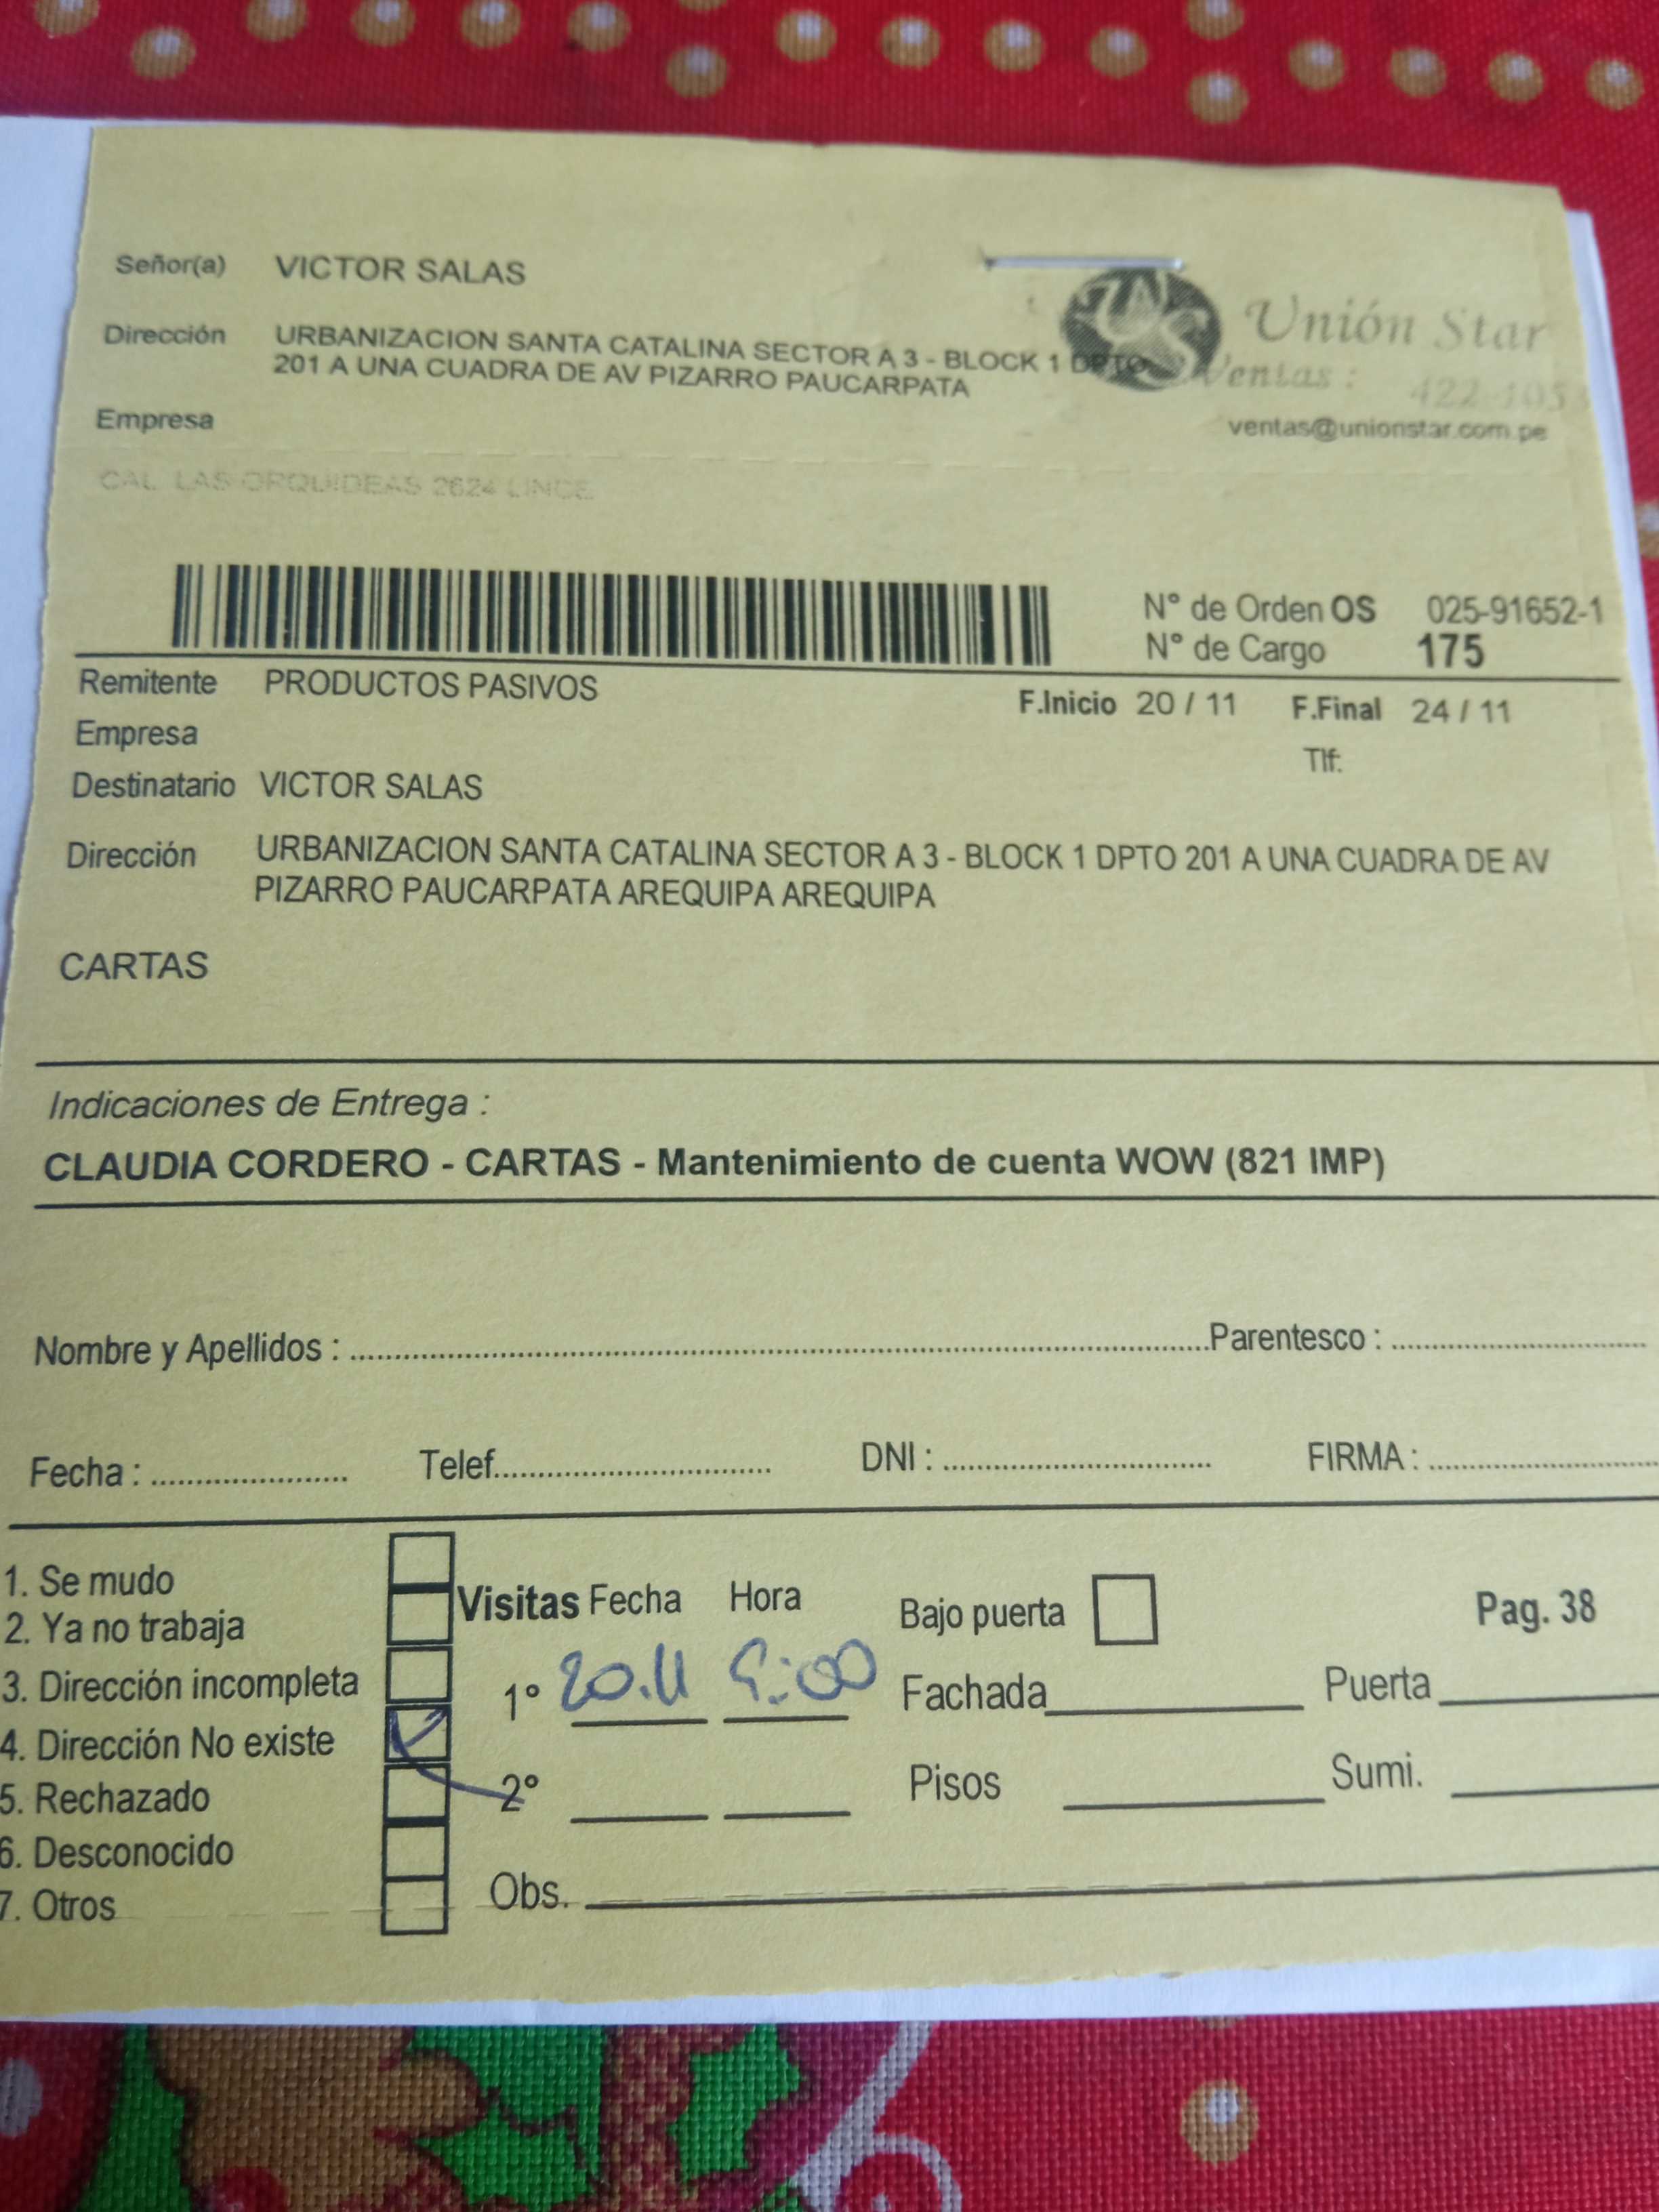 Señor(a) VICTOR SALAS
Dirección URBANIZACION SANTA CATALINA SECTOR A 3 - BLOCK 1 DPTO
201 A UNA CUADRA DE AV PIZARRO PAUCARPATA
Unión Star
Ventas : 422-105
ventas@unionstar.com.pe
Empresa
CAL LAS ORQUIDEAS 2624 LINCE
N° de Orden OS 025-91652-1
N° de Cargo 175
Remitente PRODUCTOS PASIVOS
F.Inicio 20 / 11 F.Final 24 / 11
Empresa
Tlf:
Destinatario VICTOR SALAS
Dirección URBANIZACION SANTA CATALINA SECTOR A 3 - BLOCK 1 DPTO 201 A UNA CUADRA DE AV
PIZARRO PAUCARPATA AREQUIPA AREQUIPA
CARTAS
Indicaciones de Entrega :
CLAUDIA CORDERO - CARTAS - Mantenimiento de cuenta WOW (821 IMP)
Nombre y Apellidos : Parentesco :
Fecha : Telef. DNI : FIRMA :
1. Se mudo
2. Ya no trabaja
3. Dirección incompleta
4. Dirección No existe
5. Rechazado
6. Desconocido
7. Otros
Visitas Fecha Hora
1° 20.11 9:00
2°
Obs.
Bajo puerta
Pag. 38
Fachada Puerta
Pisos Sumi.